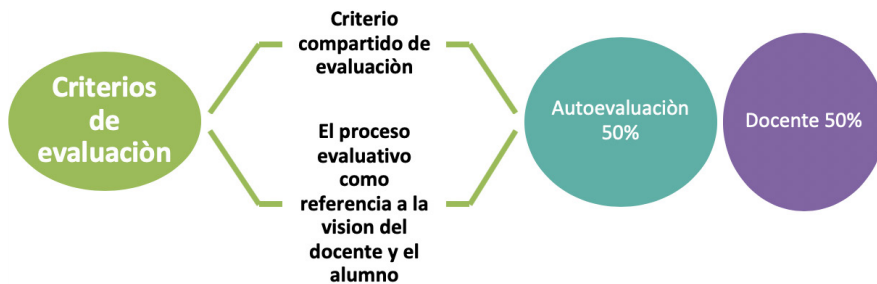 Criterios
de
evaluaciòn
Criterio
compartido de
evaluaciòn
El proceso
evaluativo
como
referencia a la
vision del
docente y el
alumno
Autoevaluaciòn
50%
Docente 50%